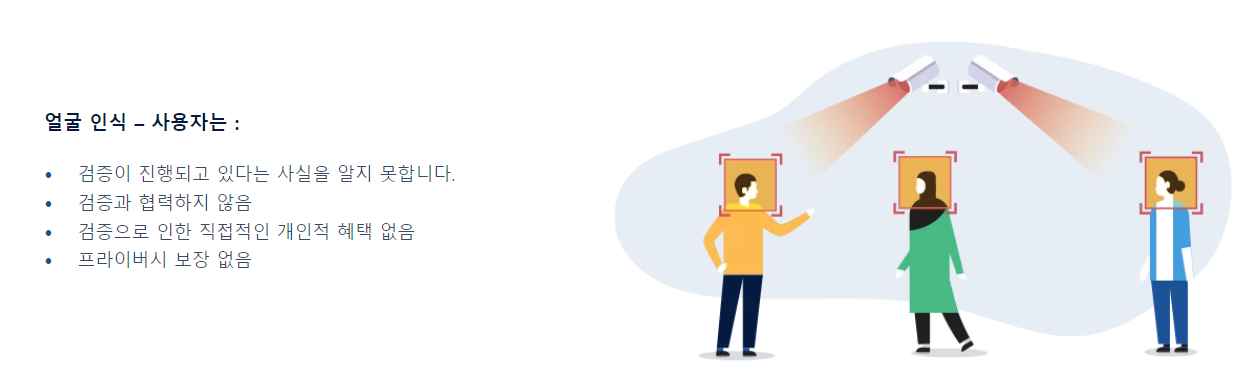 얼굴 인식 – 사용자는 :
• 검증이 진행되고 있다는 사실을 알지 못합니다.
• 검증과 협력하지 않음
• 검증으로 인한 직접적인 개인적 혜택 없음
• 프라이버시 보장 없음